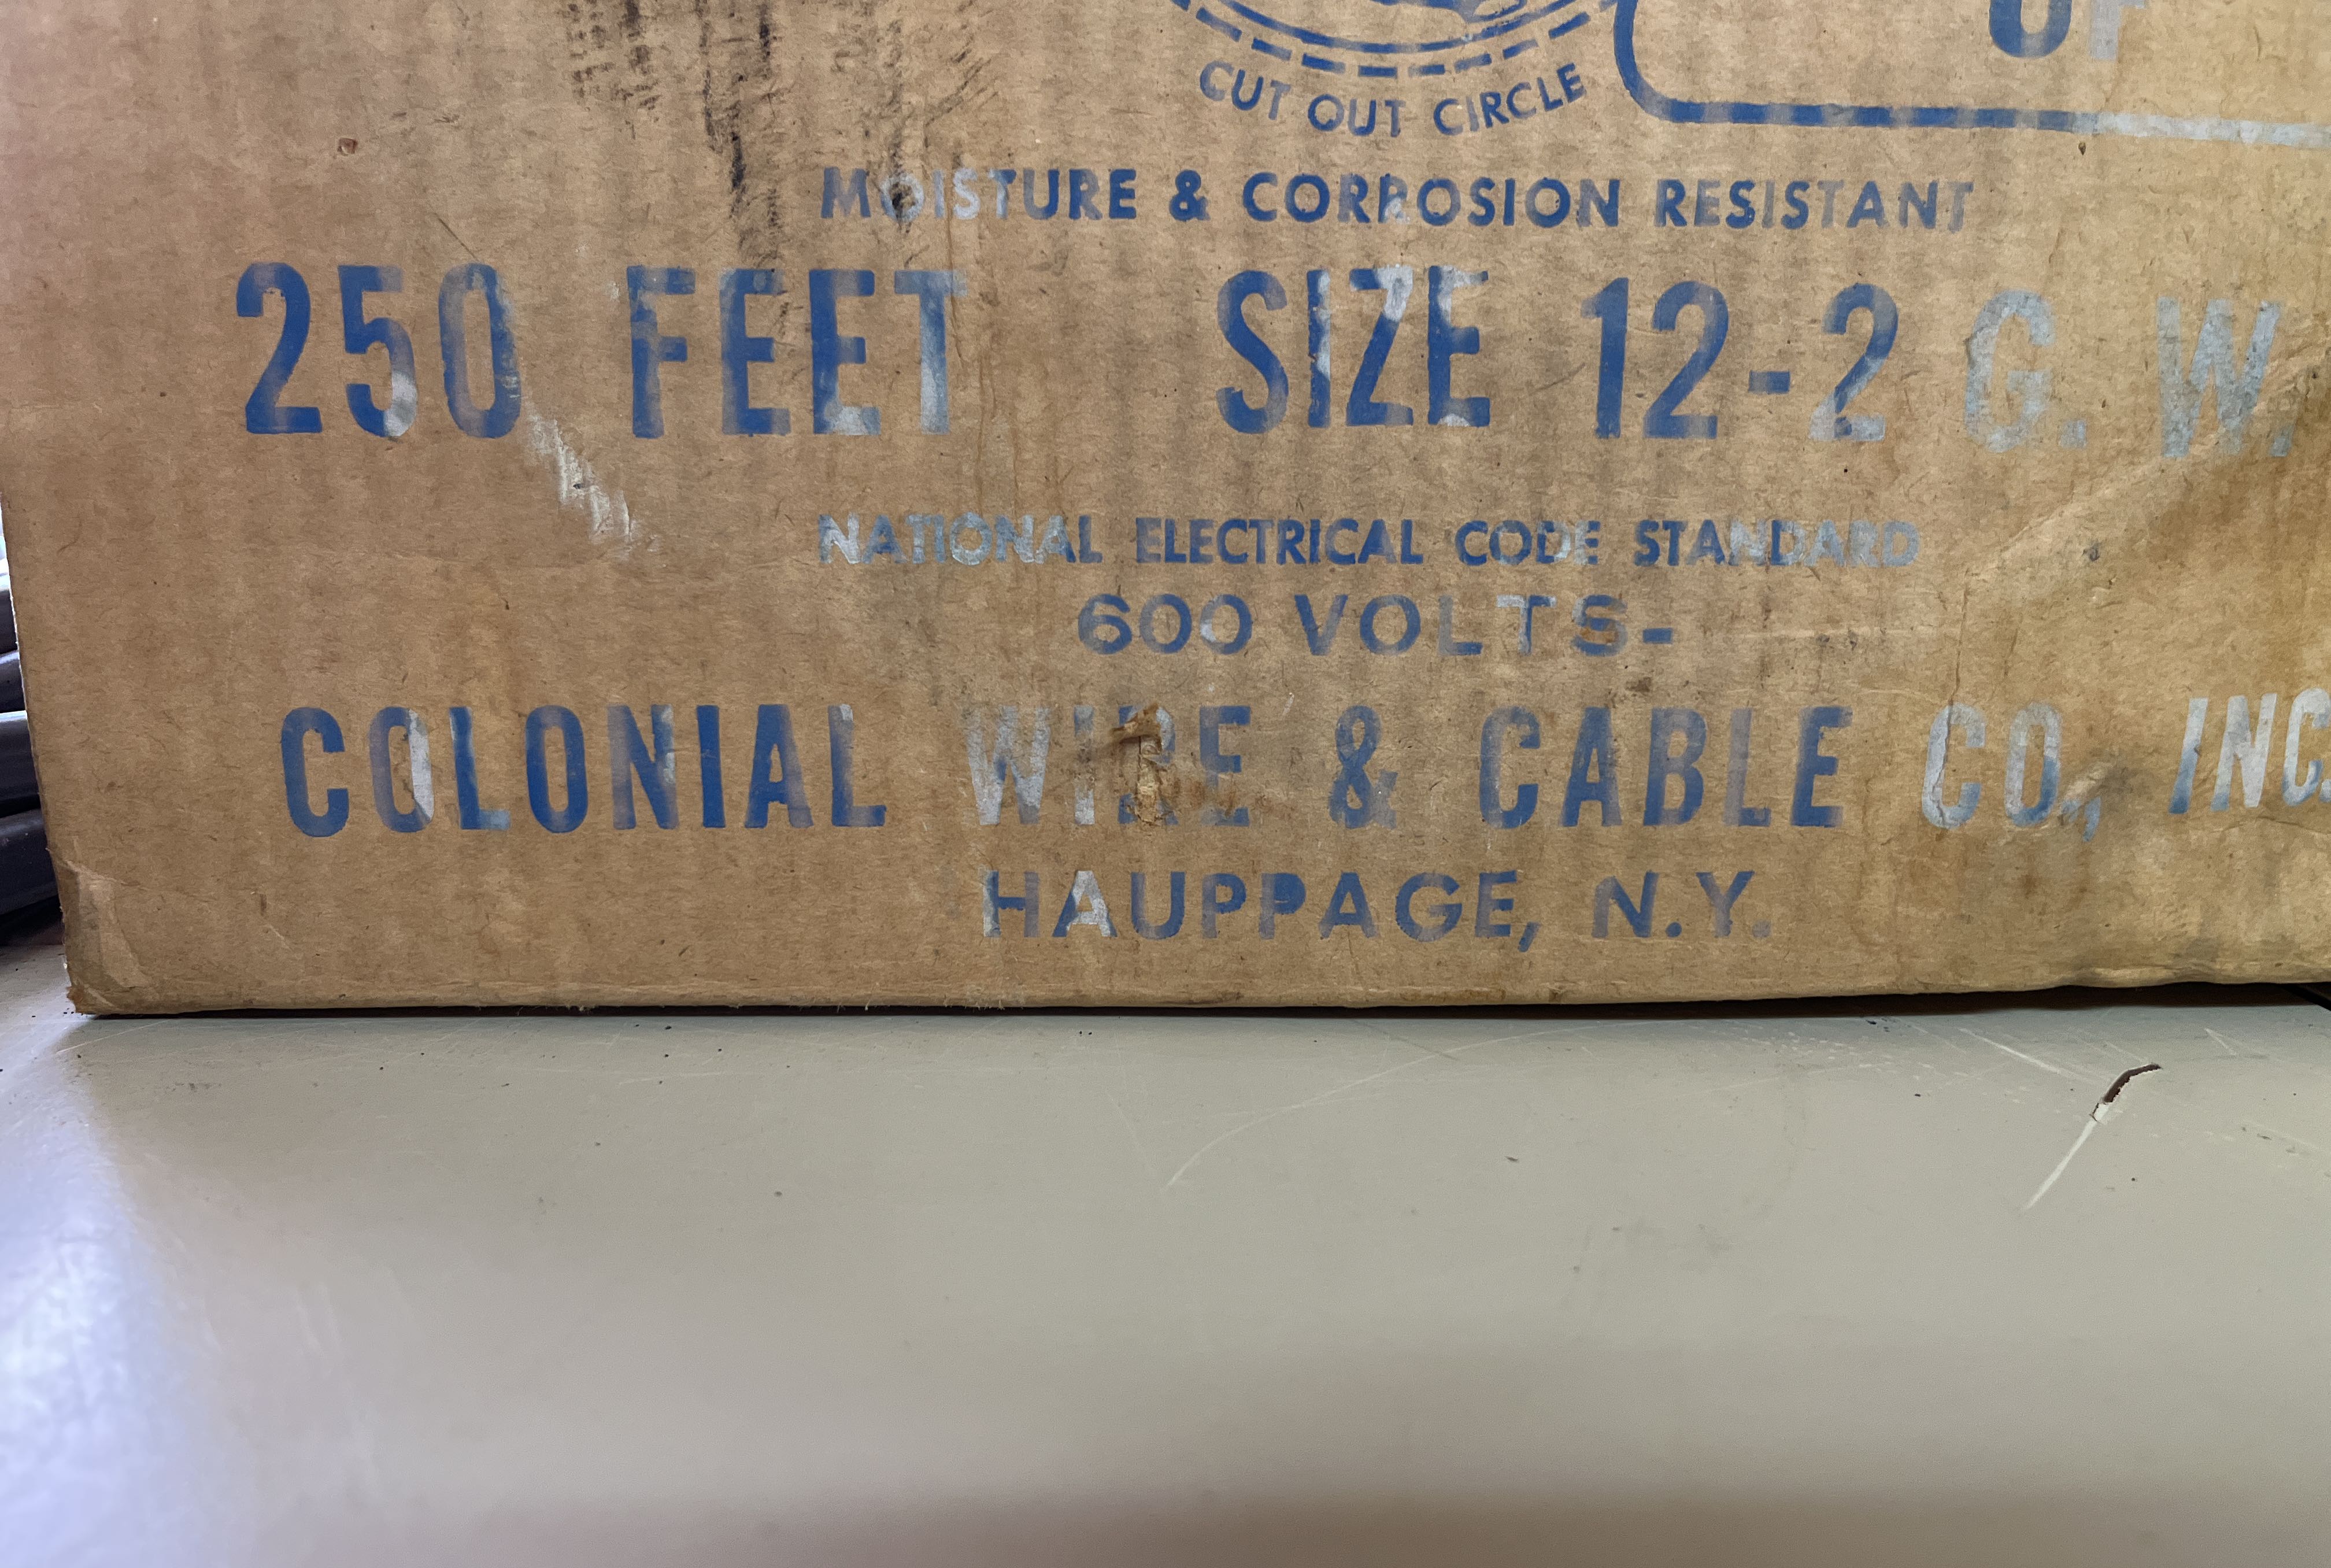 UF
CUT OUT CIRCLE
MOISTURE & CORROSION RESISTANT
250 FEET SIZE 12-2 G. W.
NATIONAL ELECTRICAL CODE STANDARD
600 VOLTS-
COLONIAL WIRE & CABLE CO., INC.
HAUPPAGE, N.Y.